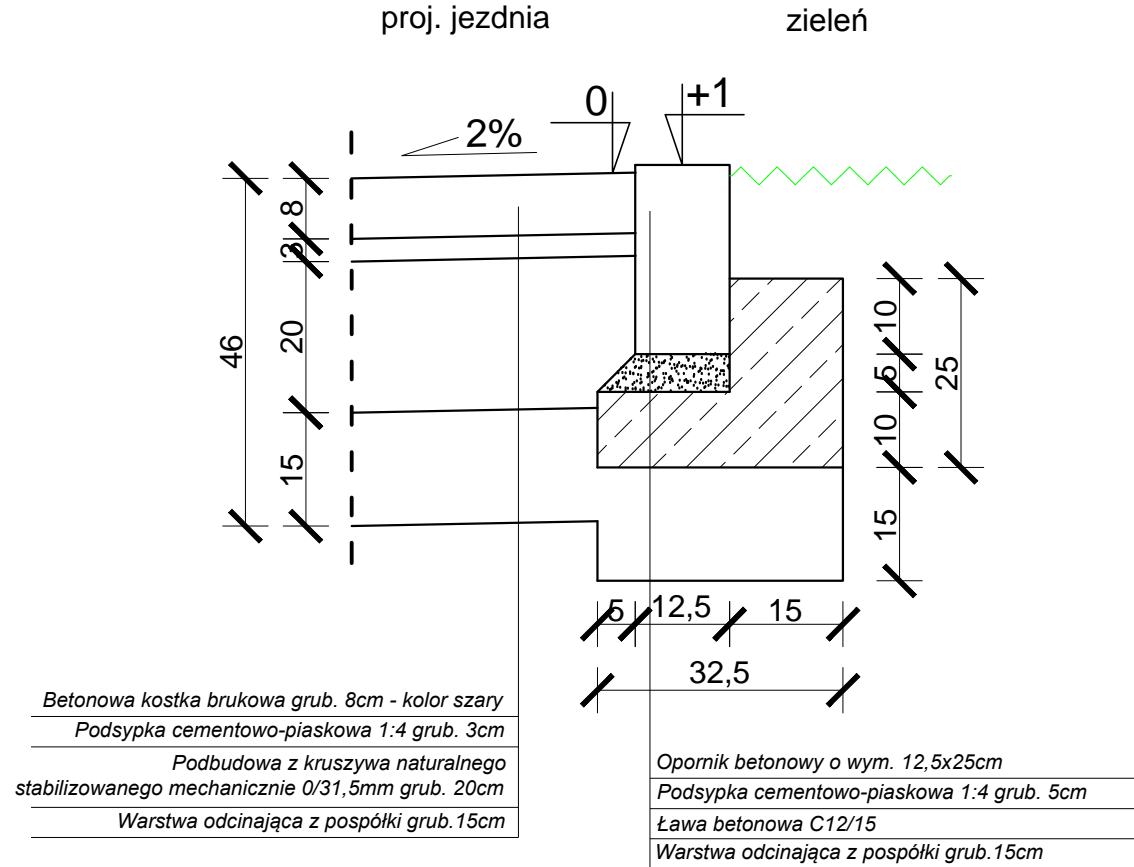 proj. jezdnia
zieleń
0
+1
2%
8
3
20
15
46
10
5
10
15
25
5
12,5
15
32,5
Betonowa kostka brukowa grub. 8cm - kolor szary
Podsypka cementowo-piaskowa 1:4 grub. 3cm
Podbudowa z kruszywa naturalnego
stabilizowanego mechanicznie 0/31,5mm grub. 20cm
Warstwa odcinająca z pospółki grub.15cm
Opornik betonowy o wym. 12,5x25cm
Podsypka cementowo-piaskowa 1:4 grub. 5cm
Ława betonowa C12/15
Warstwa odcinająca z pospółki grub.15cm